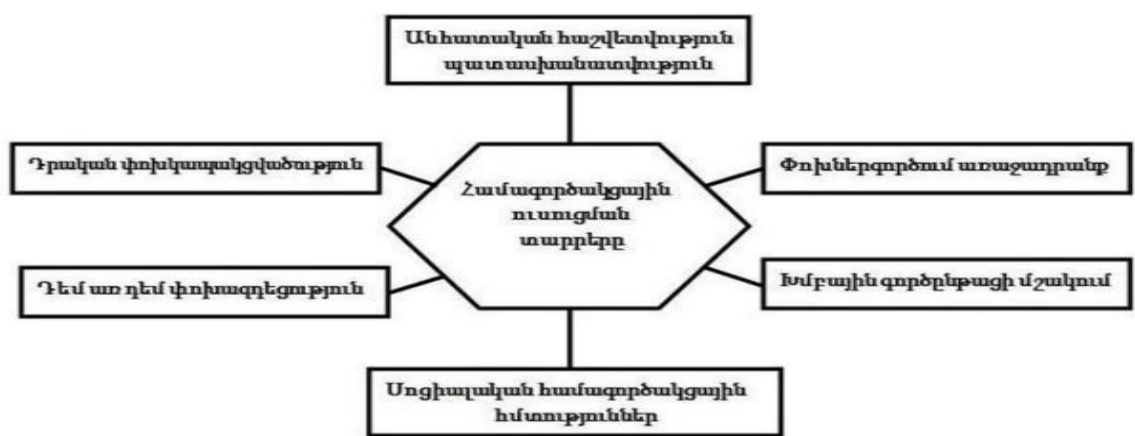 Անհատական հաշվետվություն
պատասխանատվություն
Դրական փոխկապակցվածություն
Փոխներգործում առաջադրանք
Համագործակցային
ուսուցման
տարրերը
Դեմ առ դեմ փոխազդեցություն
Խմբային գործընթացի մշակում
Սոցիալական համագործակցային
հմտություններ